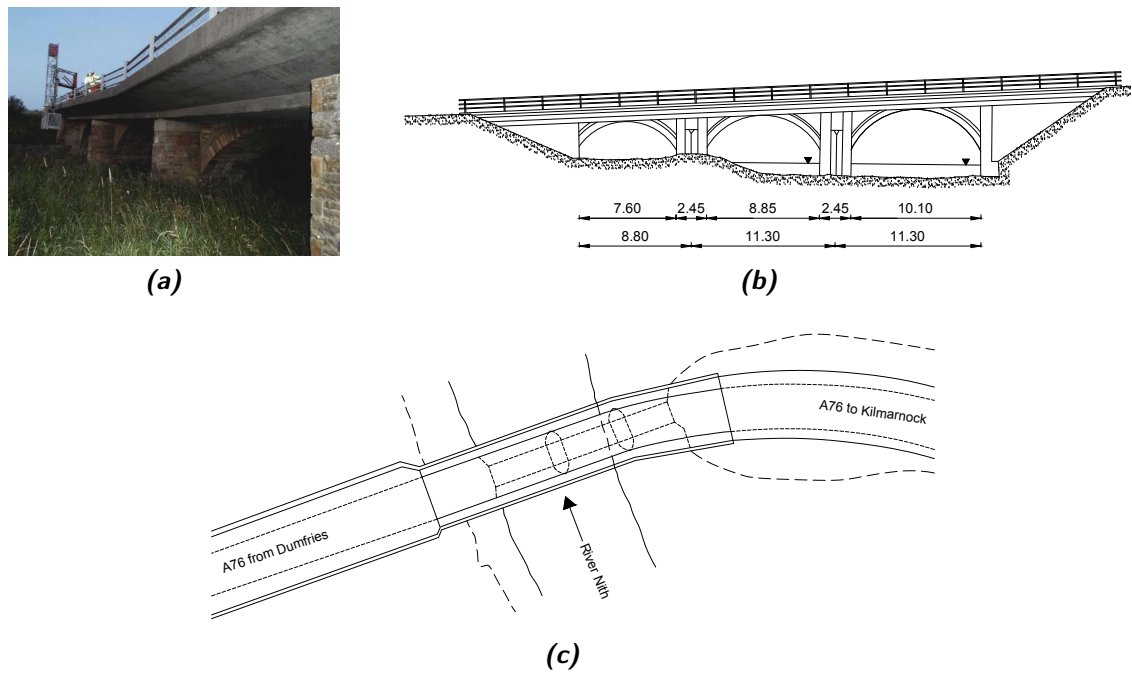 (a)
7.60 2.45 8.85 2.45 10.10
8.80 11.30 11.30
(b)
A76 to Kilmarnock
A76 from Dumfries
River Nith
(c)